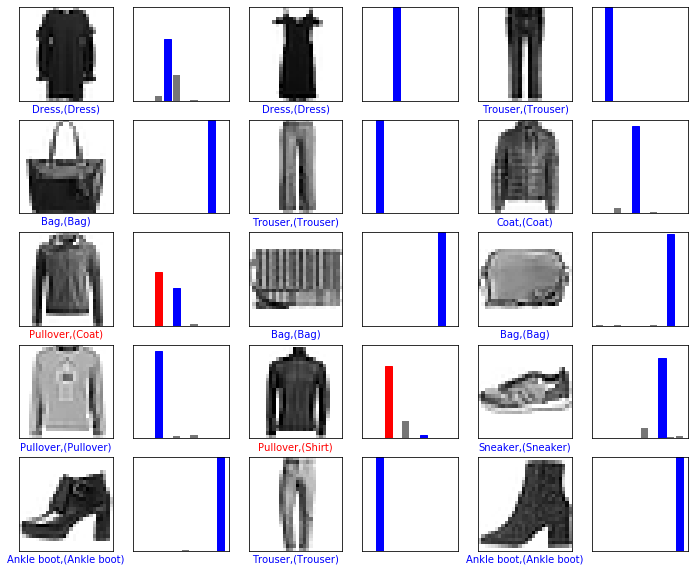 Dress,(Dress)
Dress,(Dress)
Trouser,(Trouser)
Bag,(Bag)
Trouser,(Trouser)
Coat,(Coat)
Pullover,(Coat)
Bag,(Bag)
Bag,(Bag)
Pullover,(Pullover)
Pullover,(Shirt)
Sneaker,(Sneaker)
Ankle boot,(Ankle boot)
Trouser,(Trouser)
Ankle boot,(Ankle boot)